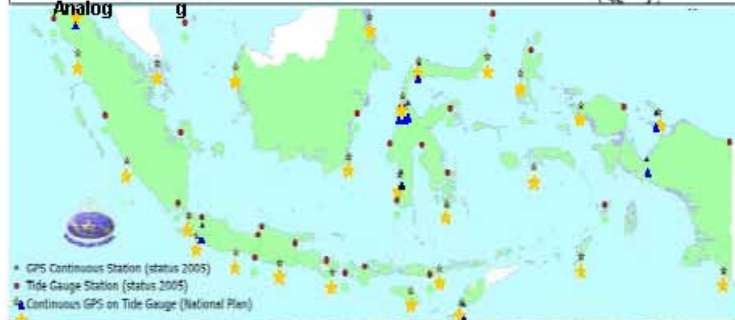 Analog g
GPS Continuous Station (status 2005)
Tide Gauge Station (status 2005)
Continuous GPS on Tide Gauge (National Plan)